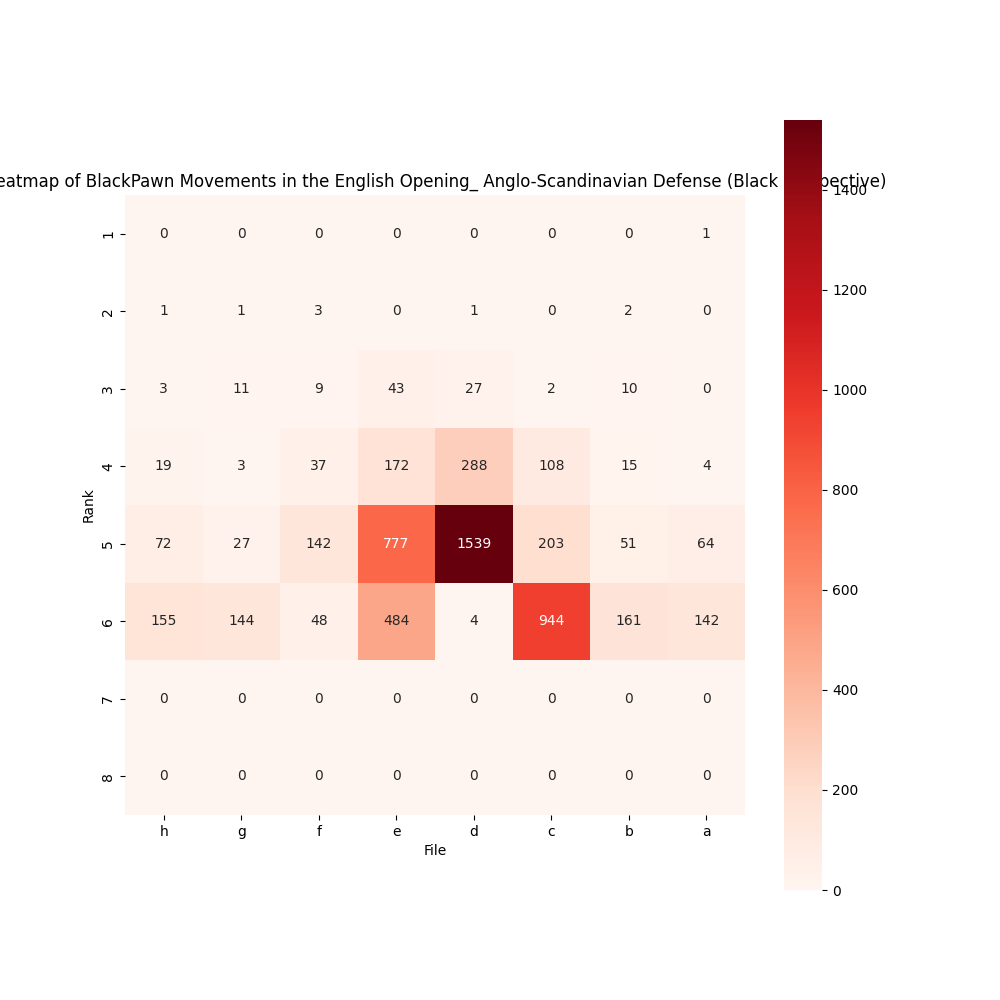 eatmap of BlackPawn Movements in the English Opening_ Anglo-Scandinavian Defense (Black pective)
1400
1 0 0 0 0 0 0 0 1
2 1 1 3 0 1 0 2 0
1200
3 3 11 9 43 27 2 10 0
1000
4 19 3 37 172 288 108 15 4
800
Rank
5 72 27 142 777 1539 203 51 64
600
6 155 144 48 484 4 944 161 142
7 0 0 0 0 0 0 0 0
400
8 0 0 0 0 0 0 0 0
200
h g f e d c b a
File
0